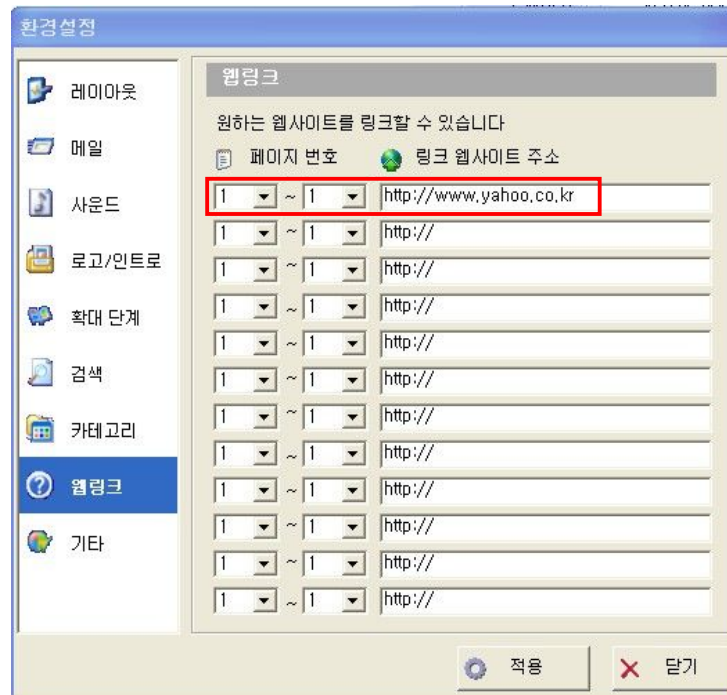 환경설정
레이아웃
메일
사운드
로고/인트로
확대 단계
검색
카테고리
웹링크
기타
웹링크
원하는 웹사이트를 링크할 수 있습니다
페이지 번호 링크 웹사이트 주소
1 ~ 1 http://www.yahoo.co.kr
1 ~ 1 http://
1 ~ 1 http://
1 ~ 1 http://
1 ~ 1 http://
1 ~ 1 http://
1 ~ 1 http://
1 ~ 1 http://
1 ~ 1 http://
1 ~ 1 http://
1 ~ 1 http://
1 ~ 1 http://
적용 닫기